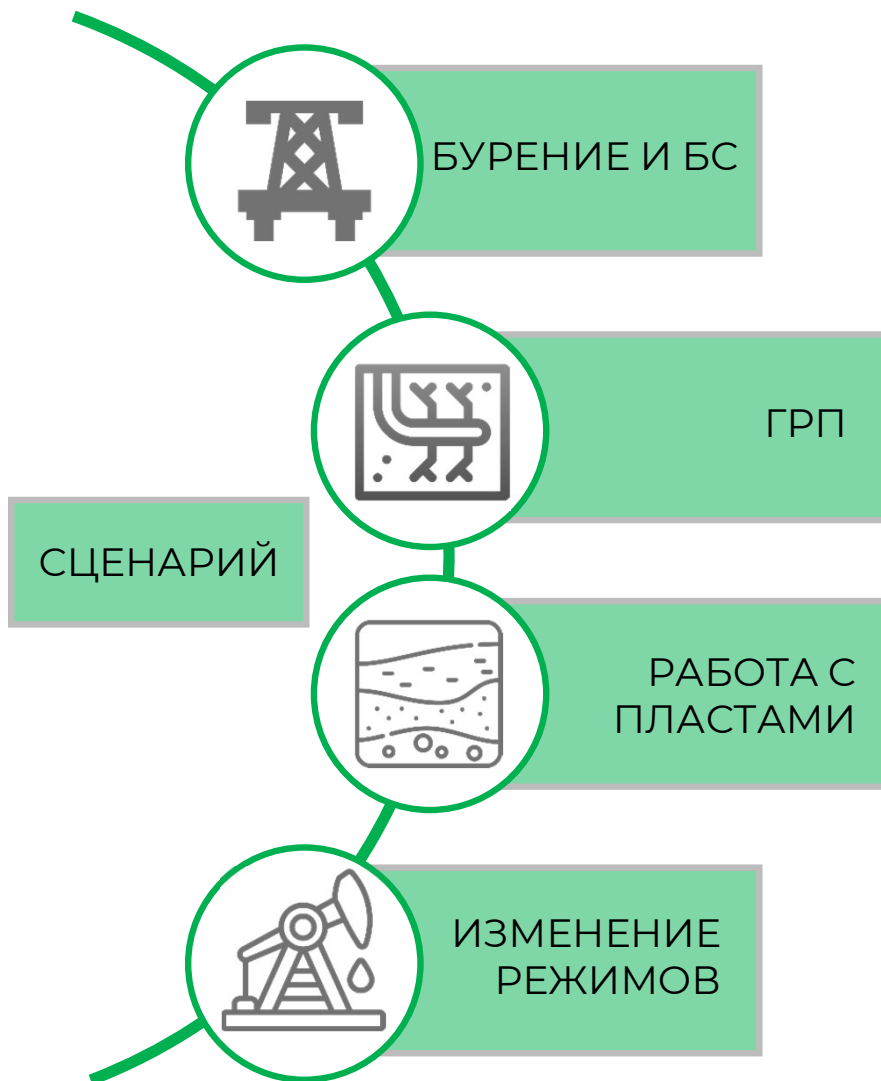 БУРЕНИЕ И БС
ГРП
СЦЕНАРИЙ
РАБОТА С
ПЛАСТАМИ
ИЗМЕНЕНИЕ
РЕЖИМОВ